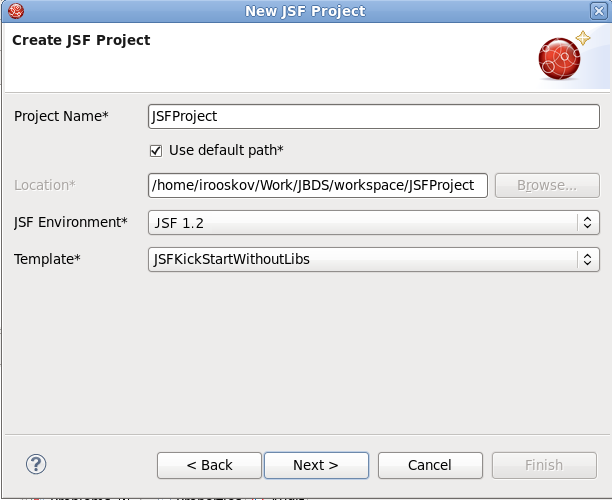 New JSF Project
Create JSF Project
Project Name* JSFProject
Use default path*
Location* /home/irooskov/Work/JBDS/workspace/JSFProject Browse...
JSF Environment* JSF 1.2
Template* JSFKickStartWithoutLibs
? < Back Next > Cancel Finish